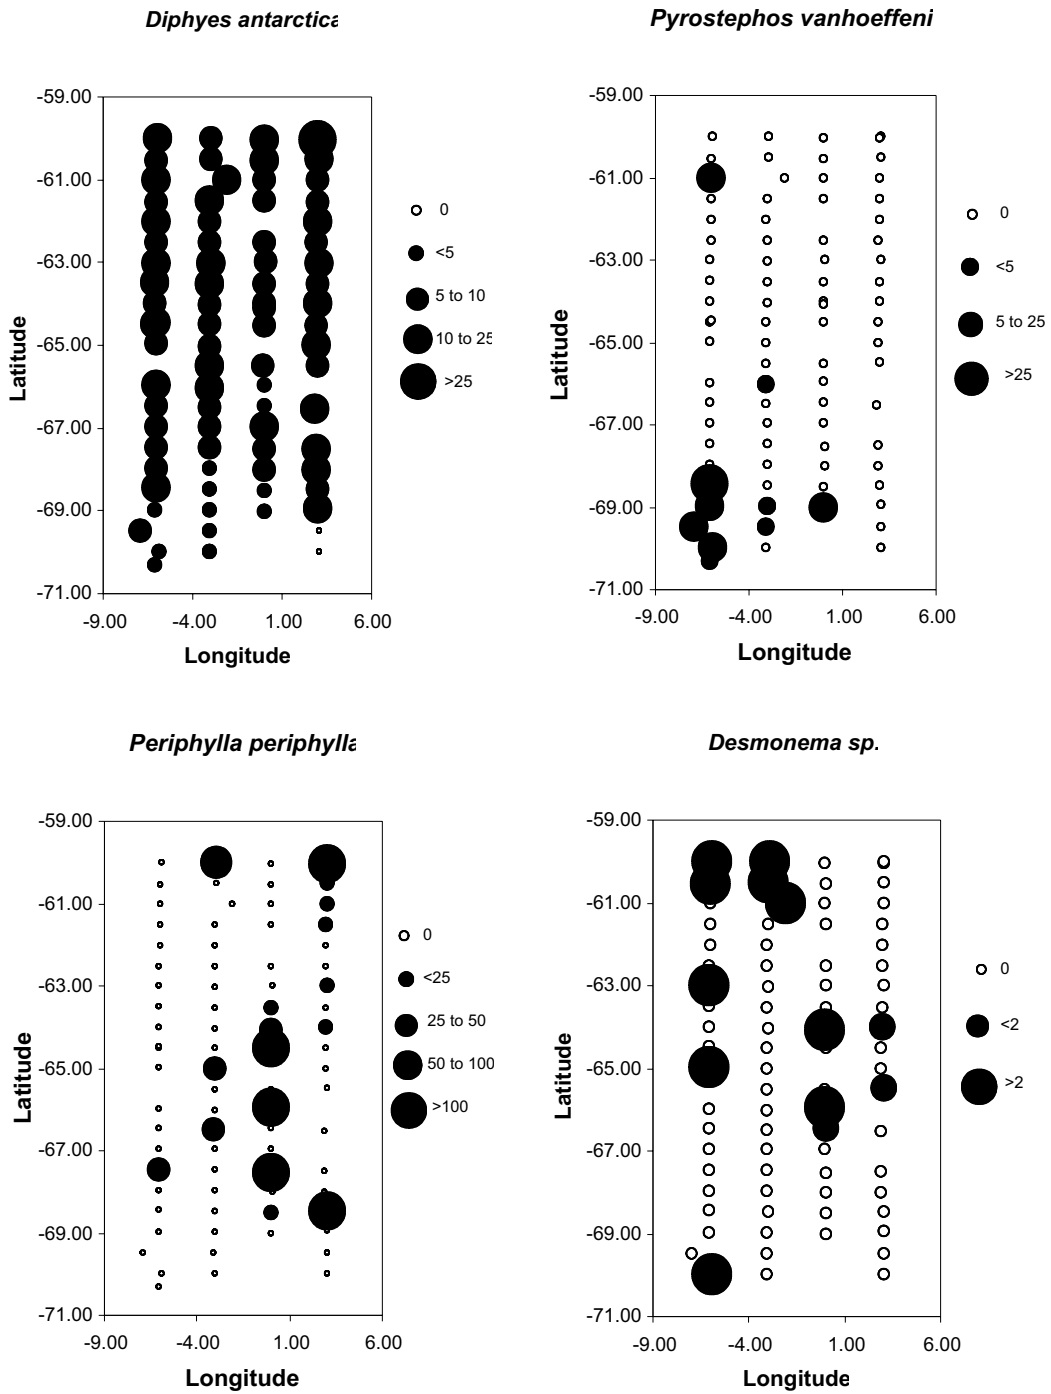 Diphyes antarctica
-59.00
-61.00
-63.00
-65.00
-67.00
-69.00
-71.00
-9.00 -4.00 1.00 6.00
Latitude
Longitude
0
<5
5 to 10
10 to 25
>25
Pyrostephos vanhoeffeni
-59.00
-61.00
-63.00
-65.00
-67.00
-69.00
-71.00
-9.00 -4.00 1.00 6.00
Latitude
Longitude
0
<5
5 to 25
>25
Periphylla periphylla
-59.00
-61.00
-63.00
-65.00
-67.00
-69.00
-71.00
-9.00 -4.00 1.00 6.00
Latitude
Longitude
0
<25
25 to 50
50 to 100
>100
Desmonema sp.
-59.00
-61.00
-63.00
-65.00
-67.00
-69.00
-71.00
-9.00 -4.00 1.00 6.00
Latitude
Longitude
0
<2
>2